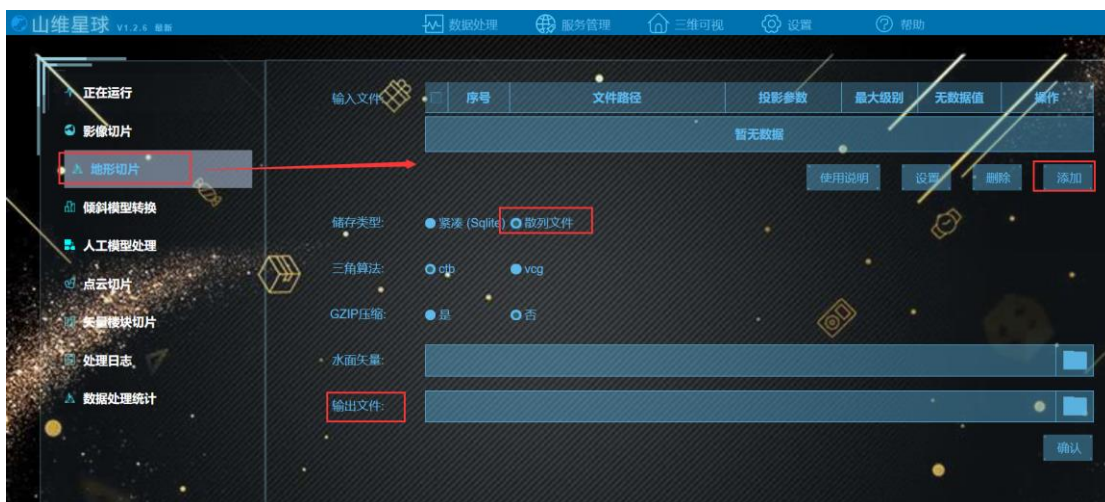 山维星球 V1.2.6 最新 数据处理 服务管理 三维可视 设置 帮助
正在运行
影像切片
地形切片
倾斜模型转换
人工模型处理
点云切片
矢量楼块切片
处理日志
数据处理统计
输入文件:
序号 文件路径 投影参数 最大级别 无数据值 操作
暂无数据
使用说明 设置 删除 添加
储存类型: 紧凑 (Sqlite) 散列文件
三角算法: ctb vcg
GZIP压缩: 是 否
水面矢量:
输出文件:
确认